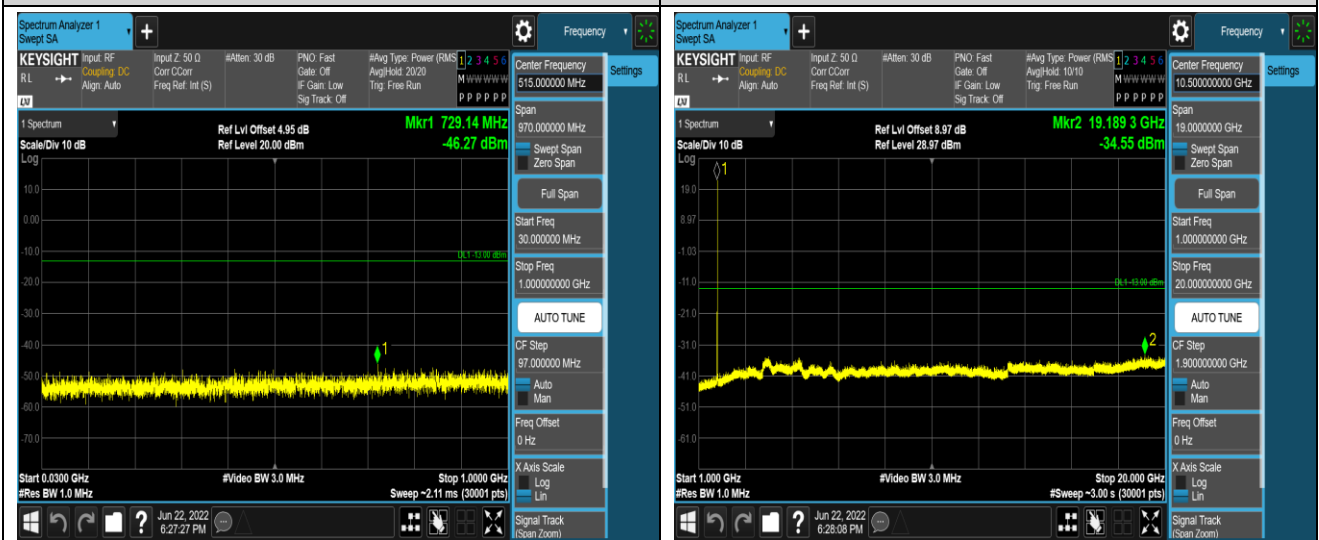 Spectrum Analyzer 1
Swept SA
+
Frequency
KEYSIGHT
RL
LXI
Input: RF
Coupling: DC
Align: Auto
Input Z: 50 Ω
Corr CCorr
Freq Ref: Int (S)
#Atten: 30 dB
PNO: Fast
Gate: Off
IF Gain: Low
Sig Track: Off
#Avg Type: Power (RMS
Avg|Hold: 20/20
Trig: Free Run
1 2 3 4 5 6
M W W W W W
P P P P P P
Center Frequency
515.000000 MHz
Settings
1 Spectrum
Scale/Div 10 dB
Log
Ref Lvl Offset 4.95 dB
Ref Level 20.00 dBm
Mkr1 729.14 MHz
-46.27 dBm
10.0
0.00
-10.0
-20.0
-30.0
-40.0
-50.0
-60.0
-70.0
DL1 -13.00 dBm
1
Start 0.0300 GHz
#Res BW 1.0 MHz
#Video BW 3.0 MHz
Stop 1.0000 GHz
Sweep ~2.11 ms (30001 pts)
Span
970.000000 MHz
Swept Span
Zero Span
Full Span
Start Freq
30.000000 MHz
Stop Freq
1.000000000 GHz
AUTO TUNE
CF Step
97.000000 MHz
Auto
Man
Freq Offset
0 Hz
X Axis Scale
Log
Lin
Signal Track
(Span Zoom)
?
Jun 22, 2022
6:27:27 PM
Spectrum Analyzer 1
Swept SA
+
Frequency
KEYSIGHT
RL
LXI
Input: RF
Coupling: DC
Align: Auto
Input Z: 50 Ω
Corr CCorr
Freq Ref: Int (S)
#Atten: 30 dB
PNO: Fast
Gate: Off
IF Gain: Low
Sig Track: Off
#Avg Type: Power (RMS
Avg|Hold: 10/10
Trig: Free Run
1 2 3 4 5 6
M W W W W W
P P P P P P
Center Frequency
10.500000000 GHz
Settings
1 Spectrum
Scale/Div 10 dB
Log
Ref Lvl Offset 8.97 dB
Ref Level 28.97 dBm
Mkr2 19.189 3 GHz
-34.55 dBm
1
19.0
8.97
-1.03
-11.0
-21.0
-31.0
-41.0
-51.0
-61.0
DL1 -13.00 dBm
2
Start 1.000 GHz
#Res BW 1.0 MHz
#Video BW 3.0 MHz
Stop 20.000 GHz
#Sweep ~3.00 s (30001 pts)
Span
19.0000000 GHz
Swept Span
Zero Span
Full Span
Start Freq
1.000000000 GHz
Stop Freq
20.000000000 GHz
AUTO TUNE
CF Step
1.900000000 GHz
Auto
Man
Freq Offset
0 Hz
X Axis Scale
Log
Lin
Signal Track
(Span Zoom)
?
Jun 22, 2022
6:28:08 PM